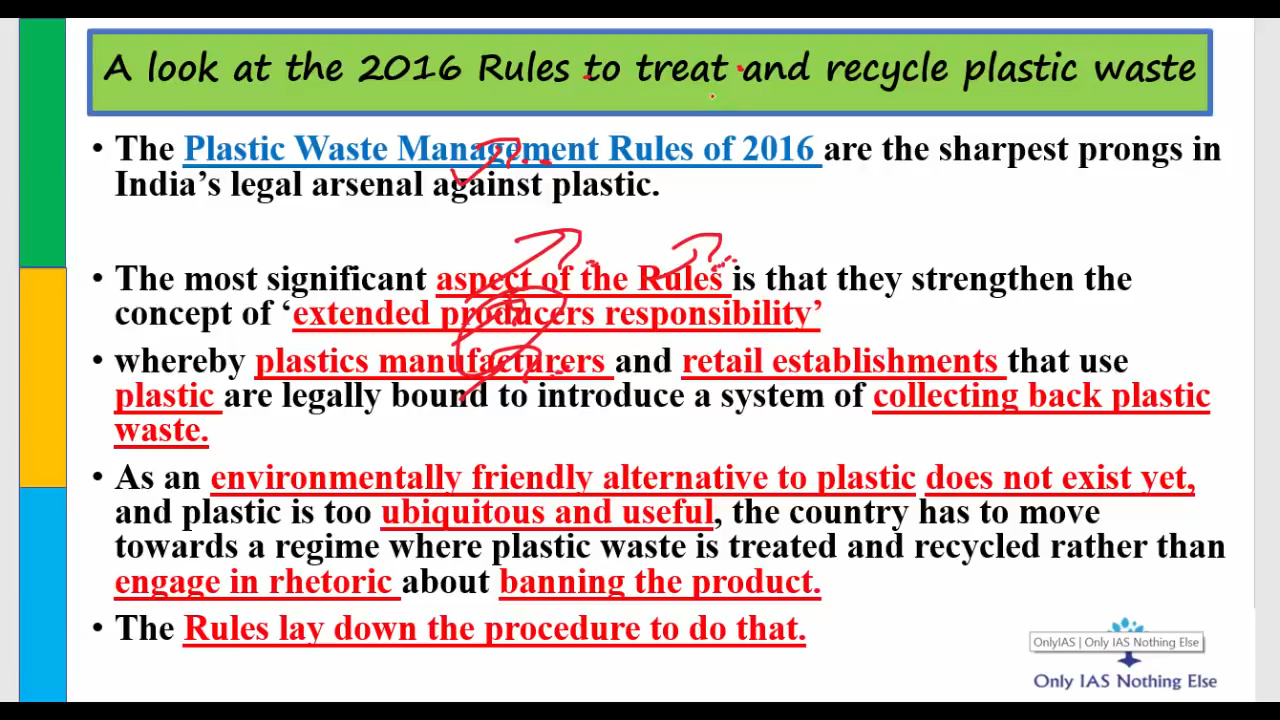 A look at the 2016 Rules to treat and recycle plastic waste
• The Plastic Waste Management Rules of 2016 are the sharpest prongs in
India’s legal arsenal against plastic.
• The most significant aspect of the Rules is that they strengthen the
concept of ‘extended producers responsibility’
• whereby plastics manufacturers and retail establishments that use
plastic are legally bound to introduce a system of collecting back plastic
waste.
• As an environmentally friendly alternative to plastic does not exist yet,
and plastic is too ubiquitous and useful, the country has to move
towards a regime where plastic waste is treated and recycled rather than
engage in rhetoric about banning the product.
• The Rules lay down the procedure to do that.
OnlyIAS | Only IAS Nothing Else
Only IAS Nothing Else